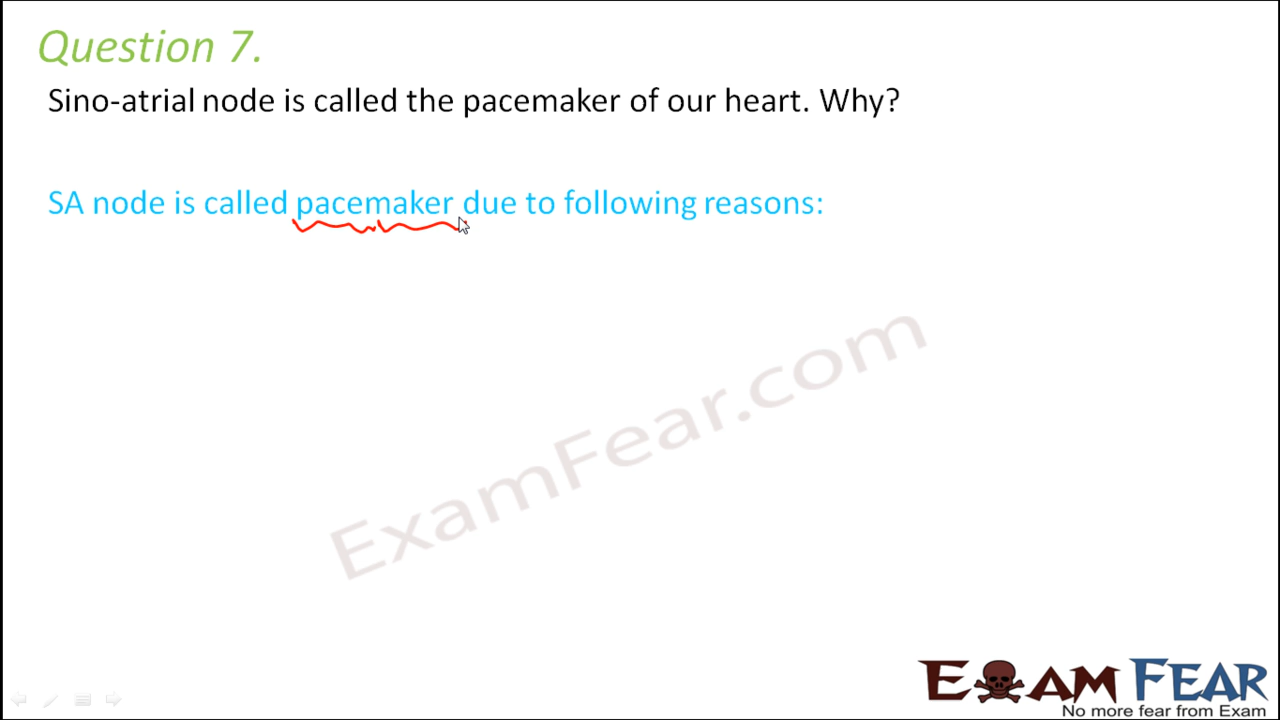 Question 7.
Sino-atrial node is called the pacemaker of our heart. Why?
SA node is called pacemaker due to following reasons:
ExamFear.com
EXAM FEAR
No more fear from Exam